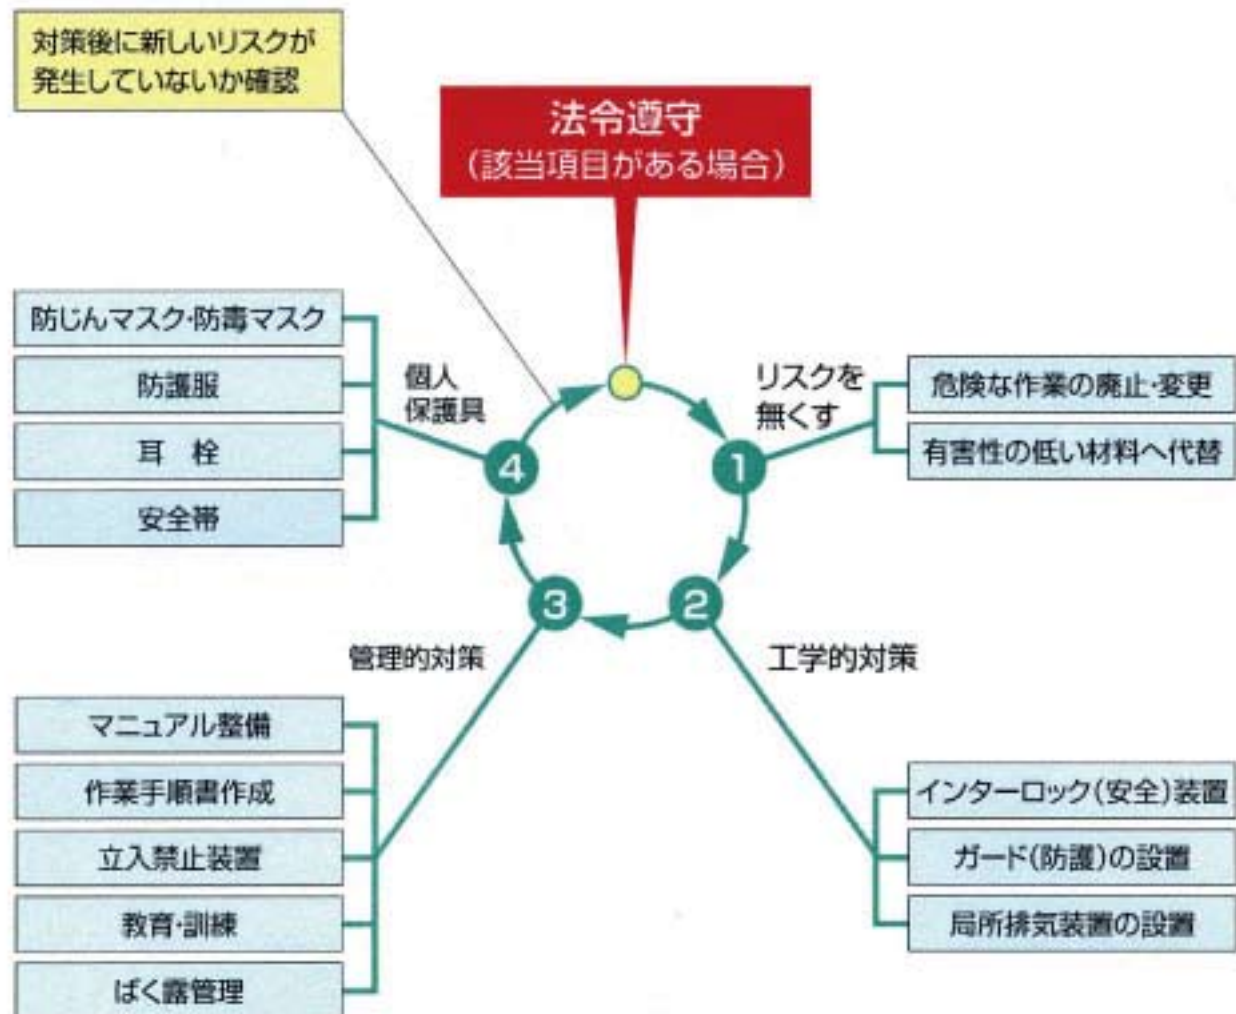 対策後に新しいリスクが
発生していないか確認
法令遵守
(該当項目がある場合)
防じんマスク・防毒マスク
防護服
耳 栓
安全帯
個人
保護具
リスクを
無くす
危険な作業の廃止・変更
有害性の低い材料へ代替
4
1
3
2
管理的対策
工学的対策
マニュアル整備
作業手順書作成
立入禁止装置
教育・訓練
ばく露管理
インターロック(安全)装置
ガード(防護)の設置
局所排気装置の設置